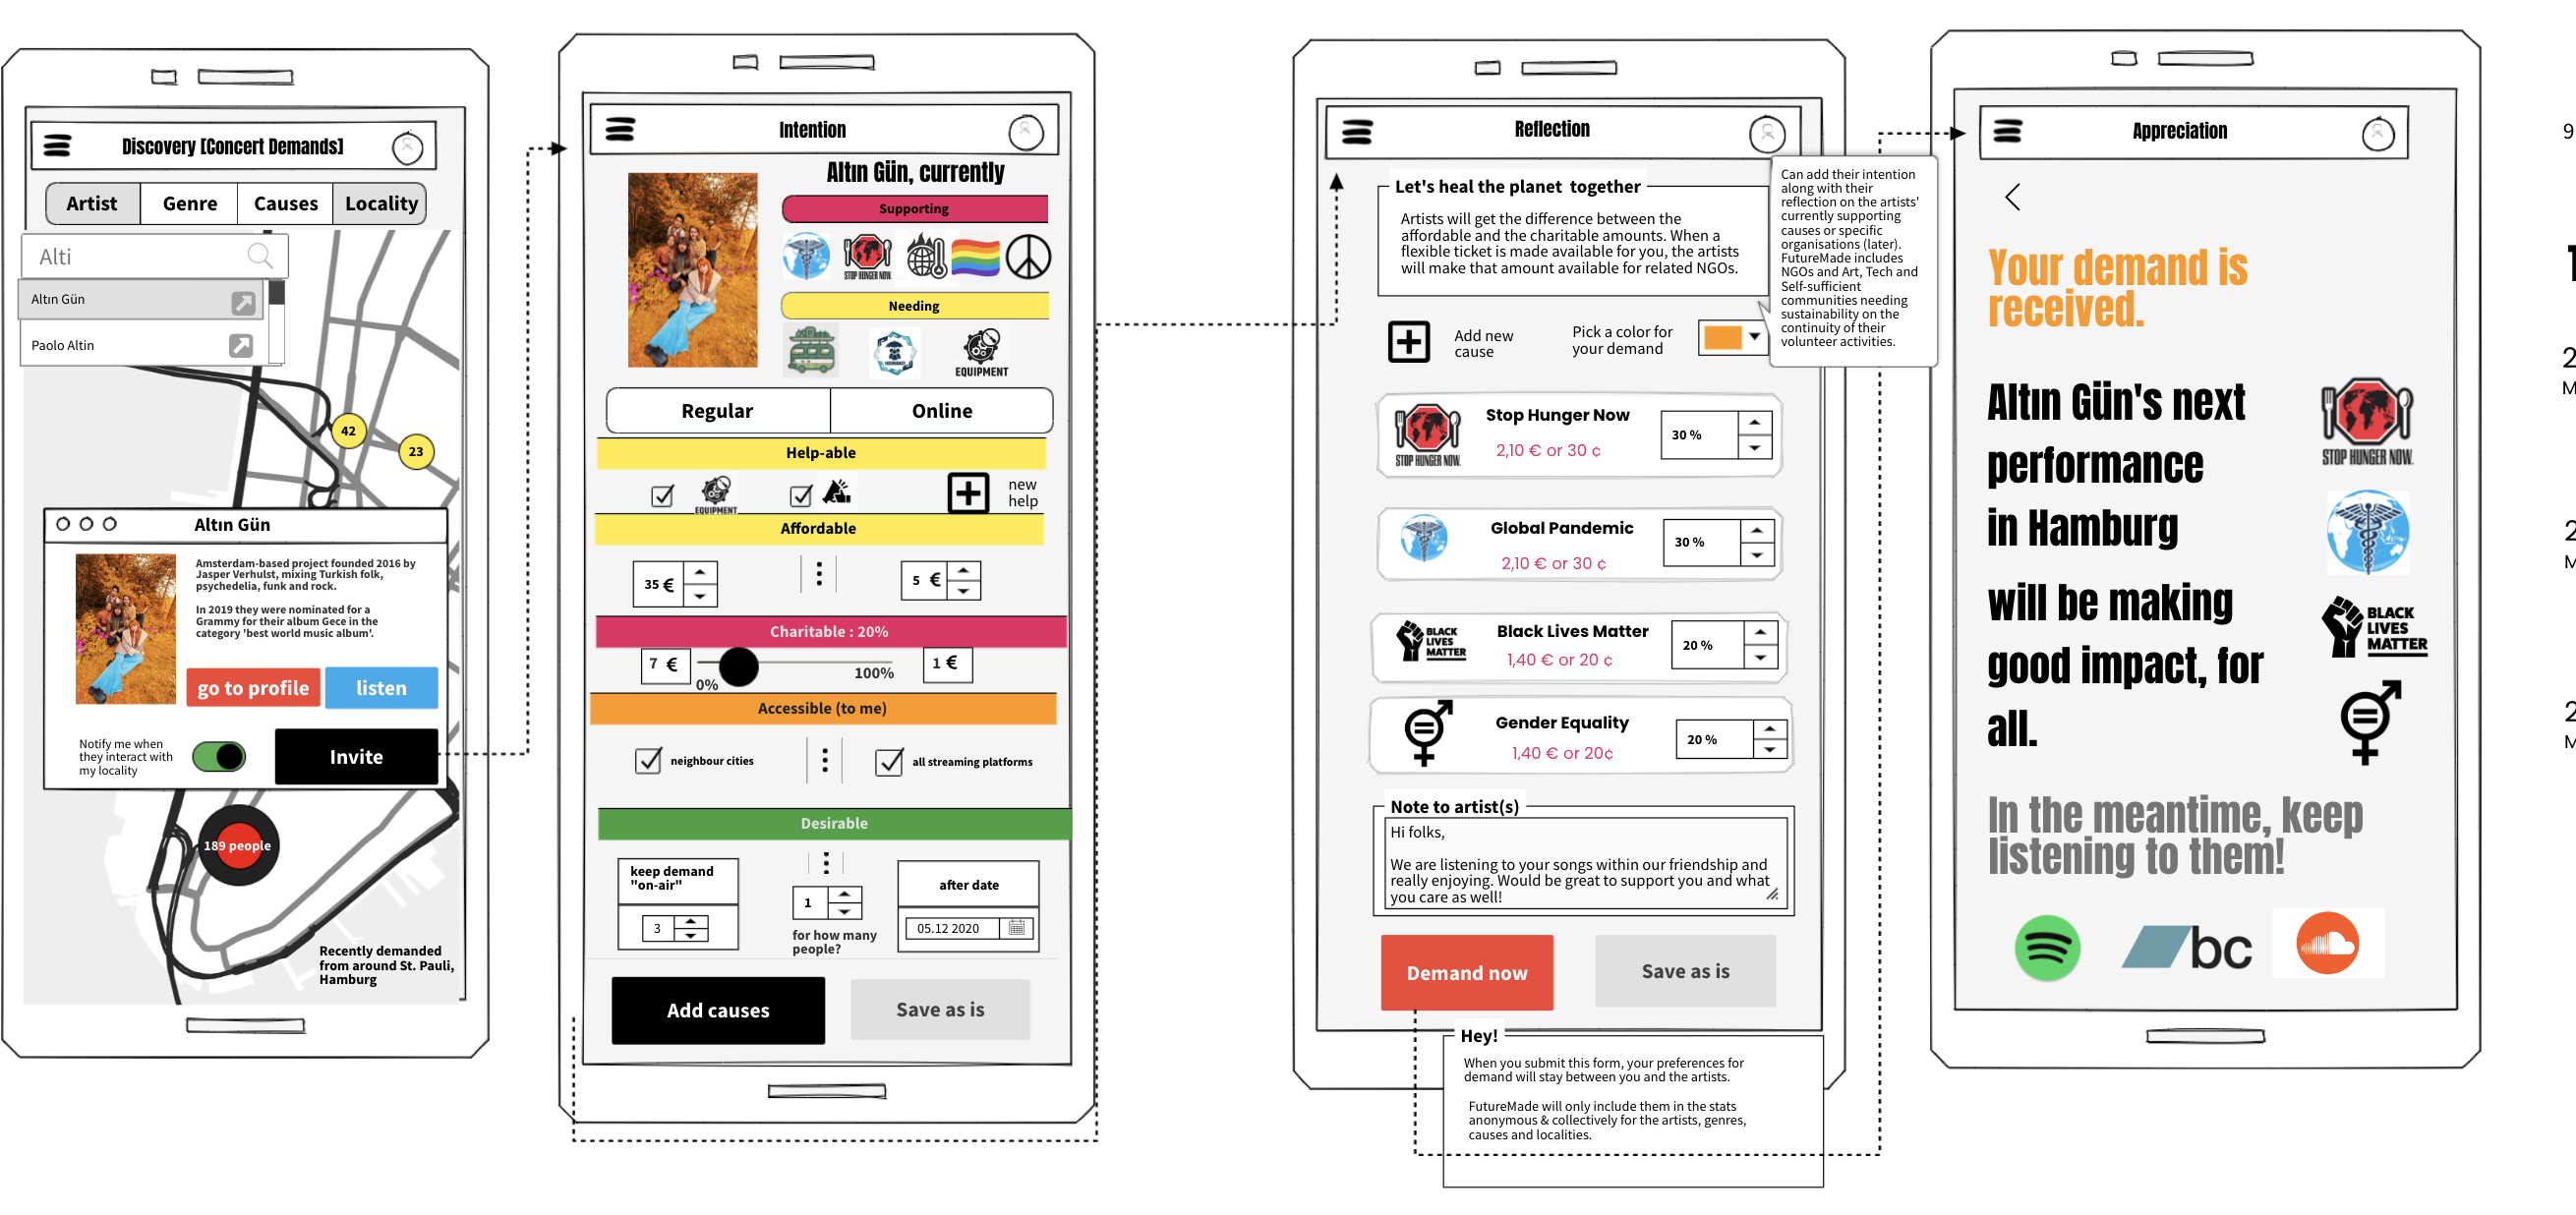 Discovery [Concert Demands]
Artist
Genre
Causes
Locality
Alti
Altın Gün
Paolo Altin
42
23
Altın Gün
Amsterdam-based project founded 2016 by
Jasper Verhulst, mixing Turkish folk,
psychedelia, funk and rock.
In 2019 they were nominated for a
Grammy for their album Gece in the
category 'best world music album'.
go to profile
listen
Notify me when
they interact with
my locality
Invite
189 people
Recently demanded
from around St. Pauli,
Hamburg
Intention
Altın Gün, currently
Supporting
STOP HUNGER NOW.
Needing
EQUIPMENT
Regular
Online
Help-able
EQUIPMENT
new
help
Affordable
35 €
5 €
Charitable : 20%
7 €
0%
100%
1 €
Accessible (to me)
neighbour cities
all streaming platforms
Desirable
keep demand
"on-air"
3
1
for how many
people?
after date
05.12 2020
Add causes
Save as is
Reflection
Let's heal the planet together
Artists will get the difference between the
affordable and the charitable amounts. When a
flexible ticket is made available for you, the artists
will make that amount available for related NGOs.
Can add their intention
along with their
reflection on the artists'
currently supporting
causes or specific
organisations (later).
FutureMade includes
NGOs and Art, Tech and
Self-sufficient
communities needing
sustainability on the
continuity of their
volunteer activities.
Add new
cause
Pick a color for
your demand
STOP HUNGER NOW.
Stop Hunger Now
2,10 € or 30 ¢
30 %
Global Pandemic
2,10 € or 30 ¢
30 %
BLACK
LIVES
MATTER
Black Lives Matter
1,40 € or 20 ¢
20 %
Gender Equality
1,40 € or 20¢
20 %
Note to artist(s)
Hi folks,
We are listening to your songs within our friendship and
really enjoying. Would be great to support you and what
you care as well!
Demand now
Save as is
Hey!
When you submit this form, your preferences for
demand will stay between you and the artists.
FutureMade will only include them in the stats
anonymous & collectively for the artists, genres,
causes and localities.
Appreciation
Your demand is
received.
Altın Gün's next
performance
in Hamburg
will be making
good impact, for
all.
STOP HUNGER NOW.
BLACK
LIVES
MATTER
In the meantime, keep
listening to them!
bc
9
2
M
2
M
2
M